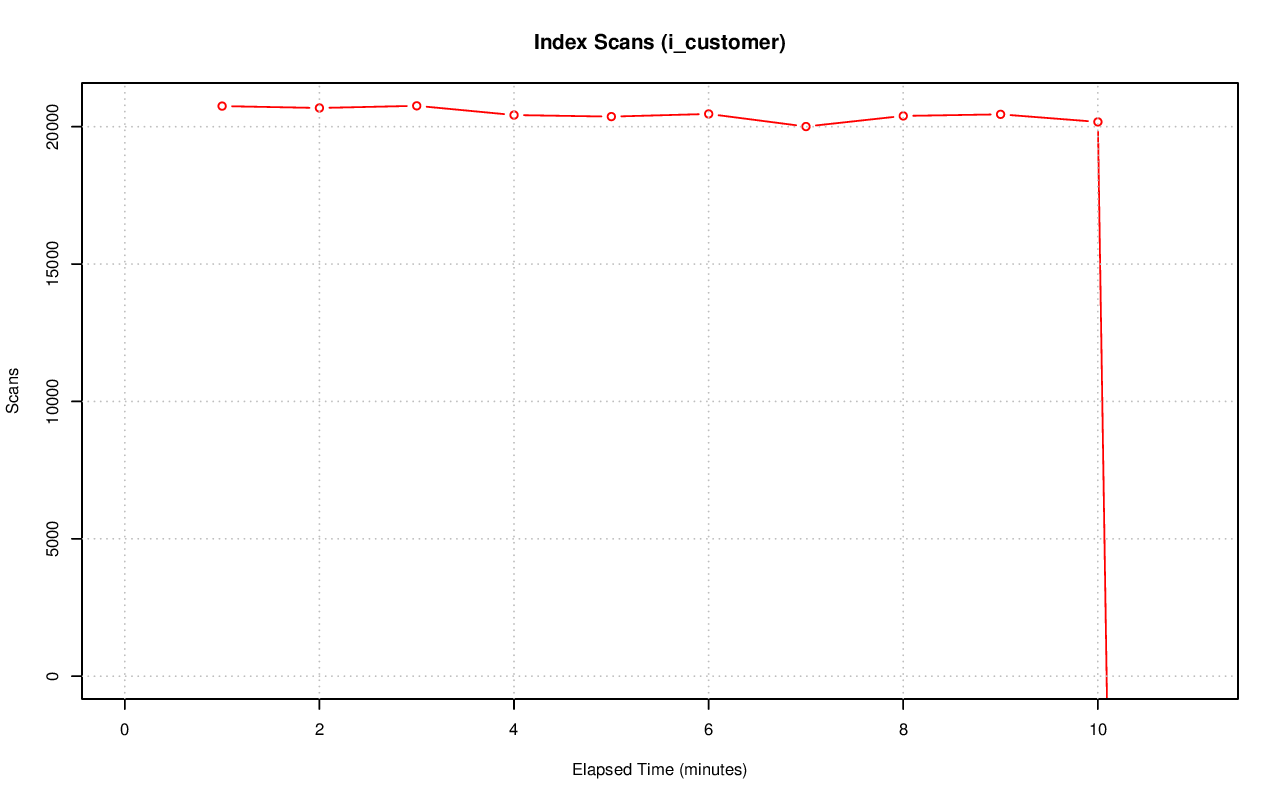 Index Scans (i_customer)
20000
15000
10000
5000
0
Scans
0 2 4 6 8 10
Elapsed Time (minutes)